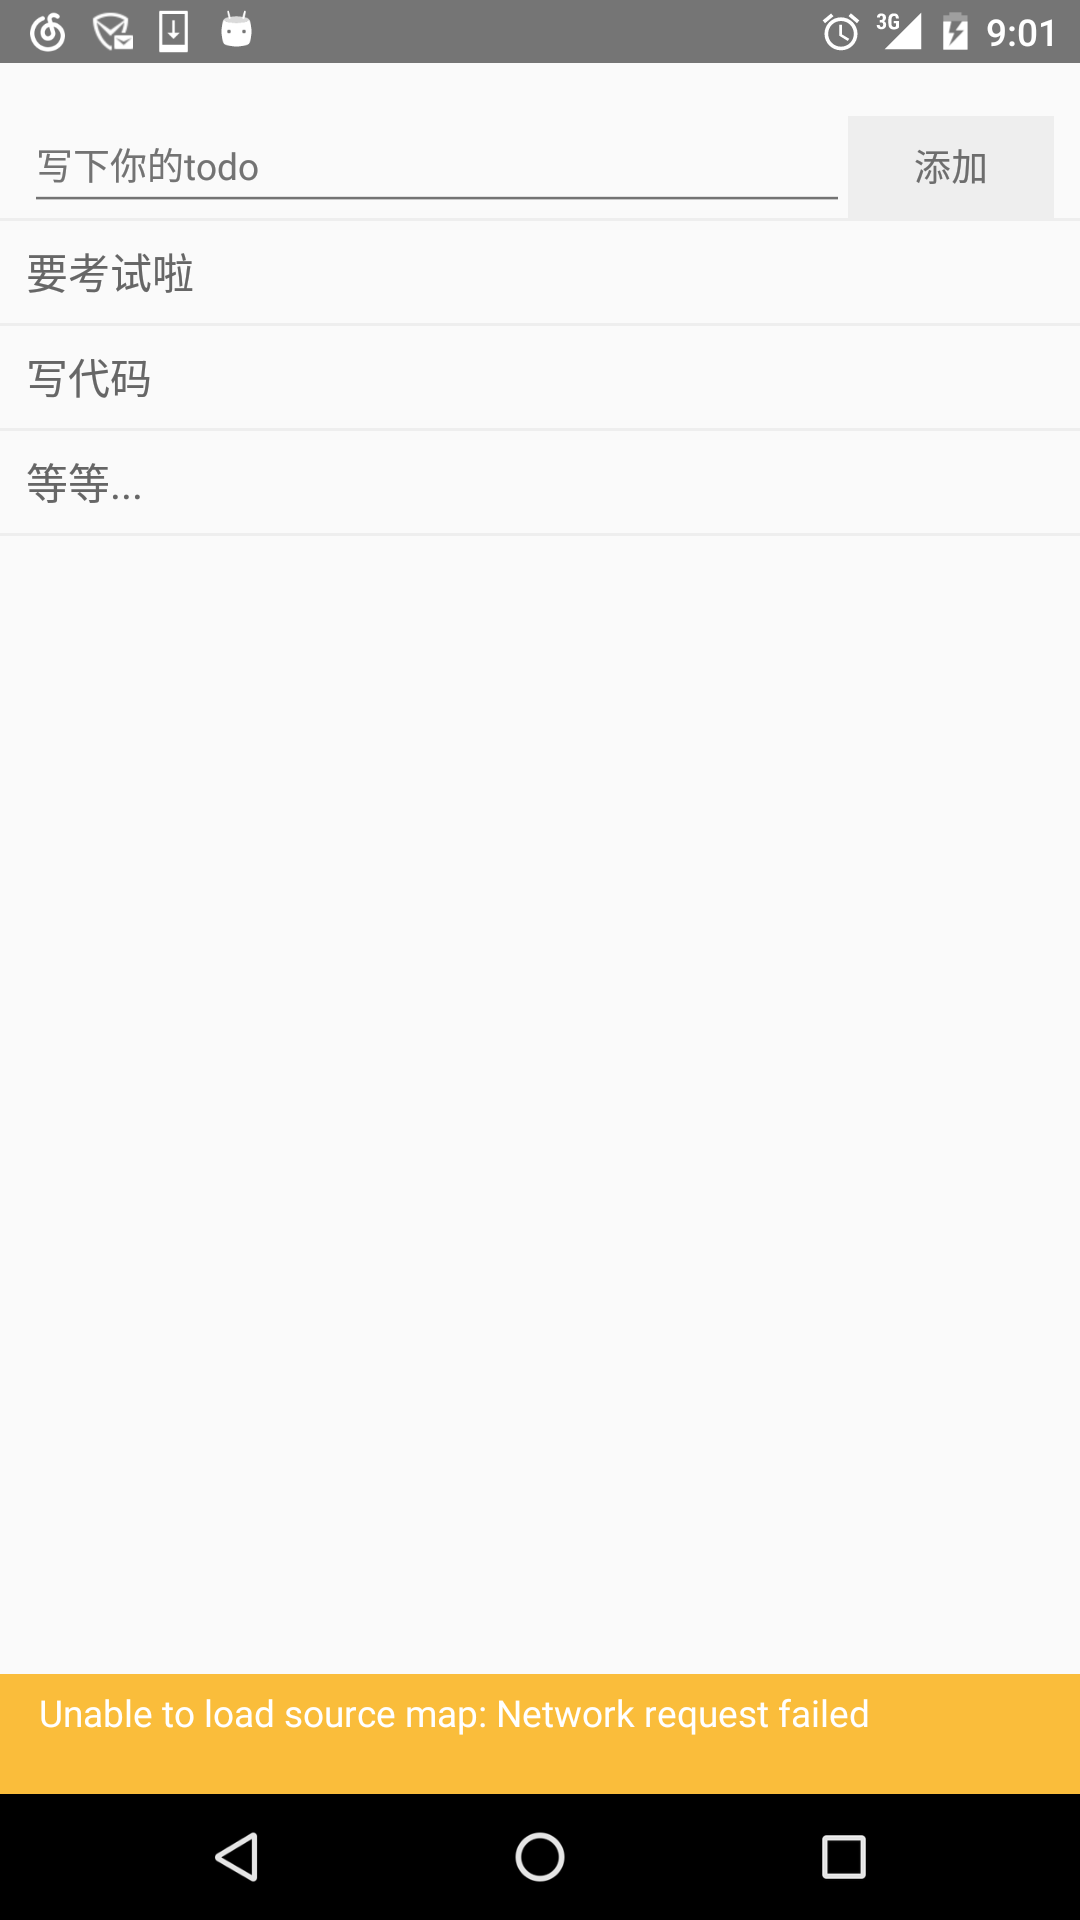 3G 9:01
写下你的todo 添加
要考试啦
写代码
等等...
Unable to load source map: Network request failed